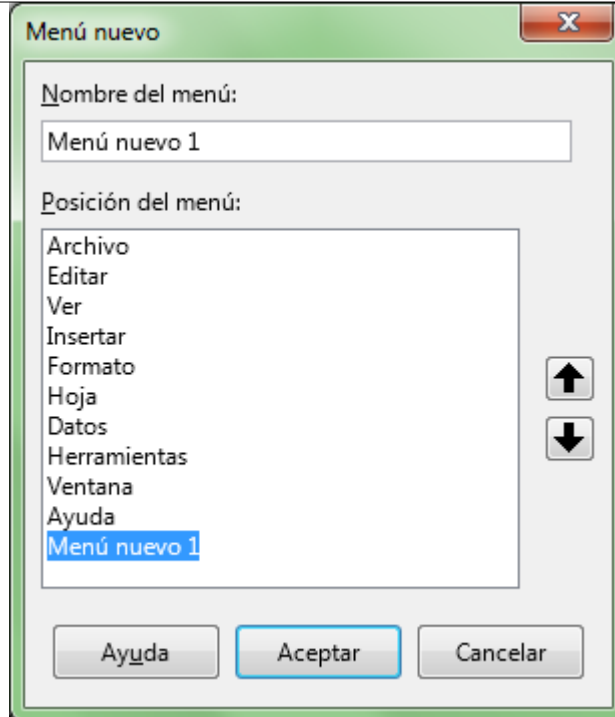 Menú nuevo
Nombre del menú:
Menú nuevo 1
Posición del menú:
Archivo
Editar
Ver
Insertar
Formato
Hoja
Datos
Herramientas
Ventana
Ayuda
Menú nuevo 1
Ayuda Aceptar Cancelar